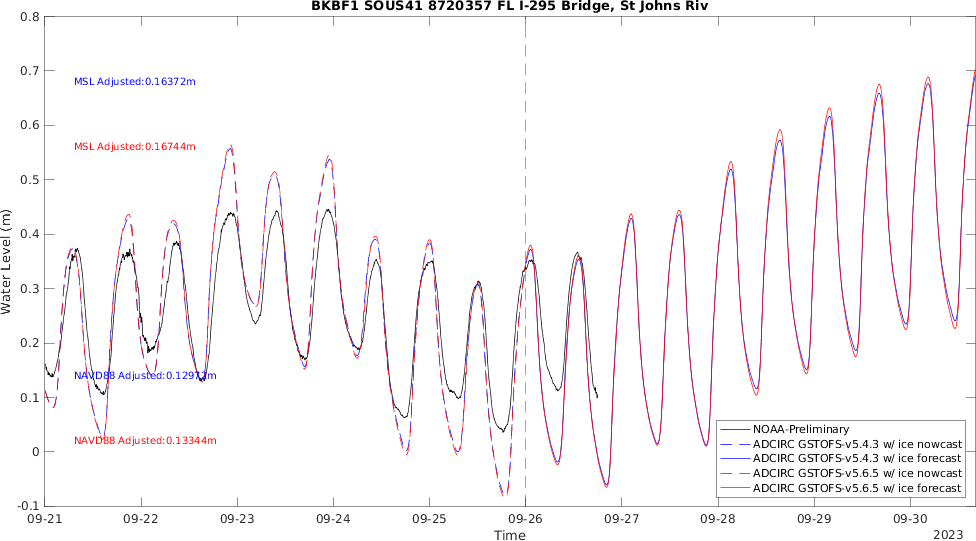 BKBF1 SOUS41 8720357 FL I-295 Bridge, St Johns Riv
0.8
0.7
MSL Adjusted:0.16372m
0.6
MSL Adjusted:0.16744m
0.5
0.4
Water Level (m)
0.3
0.2
NAVD88 Adjusted:0.12972m
0.1
NAVD88 Adjusted:0.13344m
0
-0.1
NOAA-Preliminary
ADCIRC GSTOFS-v5.4.3 w/ ice nowcast
ADCIRC GSTOFS-v5.4.3 w/ ice forecast
ADCIRC GSTOFS-v5.6.5 w/ ice nowcast
ADCIRC GSTOFS-v5.6.5 w/ ice forecast
09-21 09-22 09-23 09-24 09-25 09-26 09-27 09-28 09-29 09-30
Time
2023